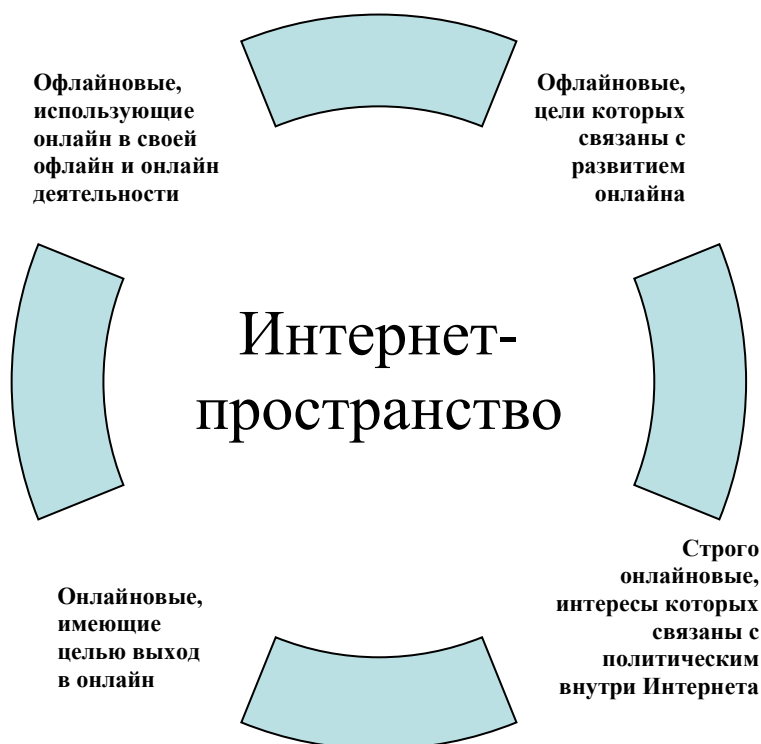 Офлайновые,
использующие
онлайн в своей
офлайн и онлайн
деятельности
Офлайновые,
цели которых
связаны с
развитием
онлайна
Интернет-
пространство
Онлайновые,
имеющие
целью выход
в онлайн
Строго
онлайновые,
интересы которых
связаны с
политическим
внутри Интернета